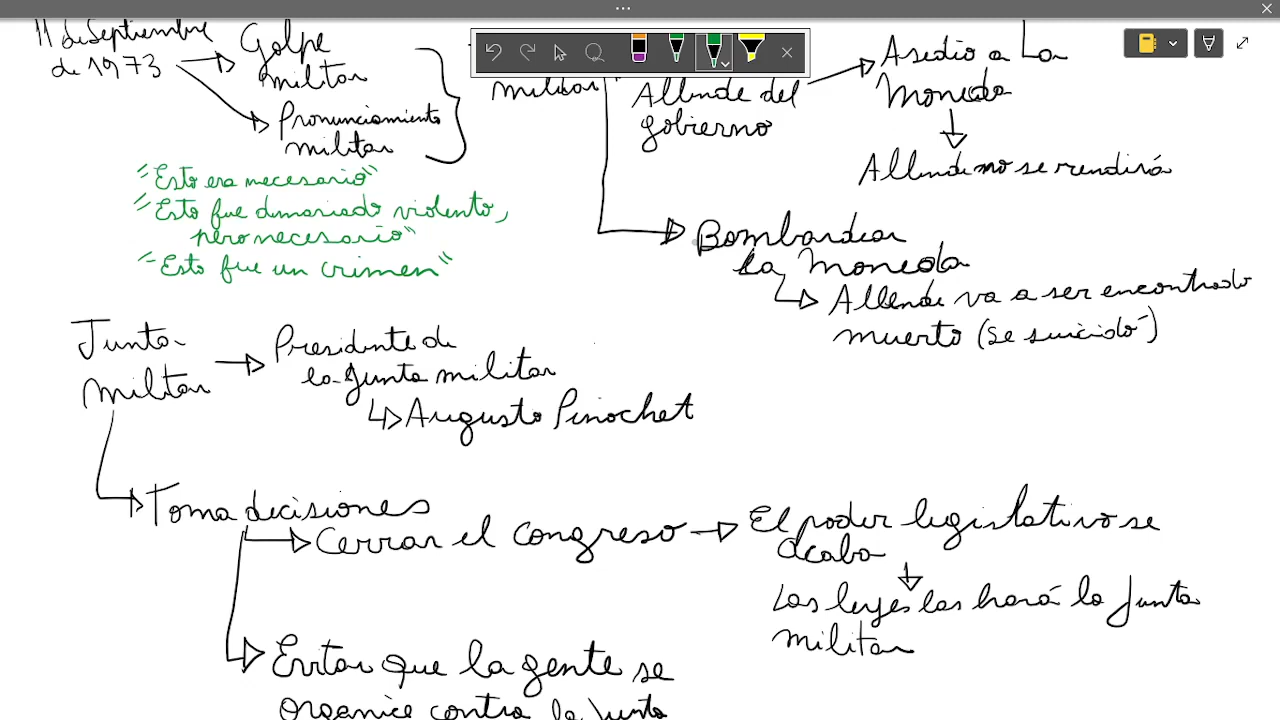 11 de Septiembre
de 1973
Golpe
militar
Pronunciamiento
militar
"Esto era necesario"
"Esto fue demasiado violento,
pero necesario"
"Esto fue un crimen"
militar
Allende del
gobierno
Asedio a La
Moneda
Allende no se rendirá
Bombardear
La Moneda
Allende va a ser encontrado
muerto (se suicidó)
Junta
militar
Presidente de
la Junta militar
Augusto Pinochet
Toma decisiones
Cerrar el congreso
El poder legislativo se
acaba
Las leyes las hará la Junta
militar
Evitar que la gente se
organice contra la Junta